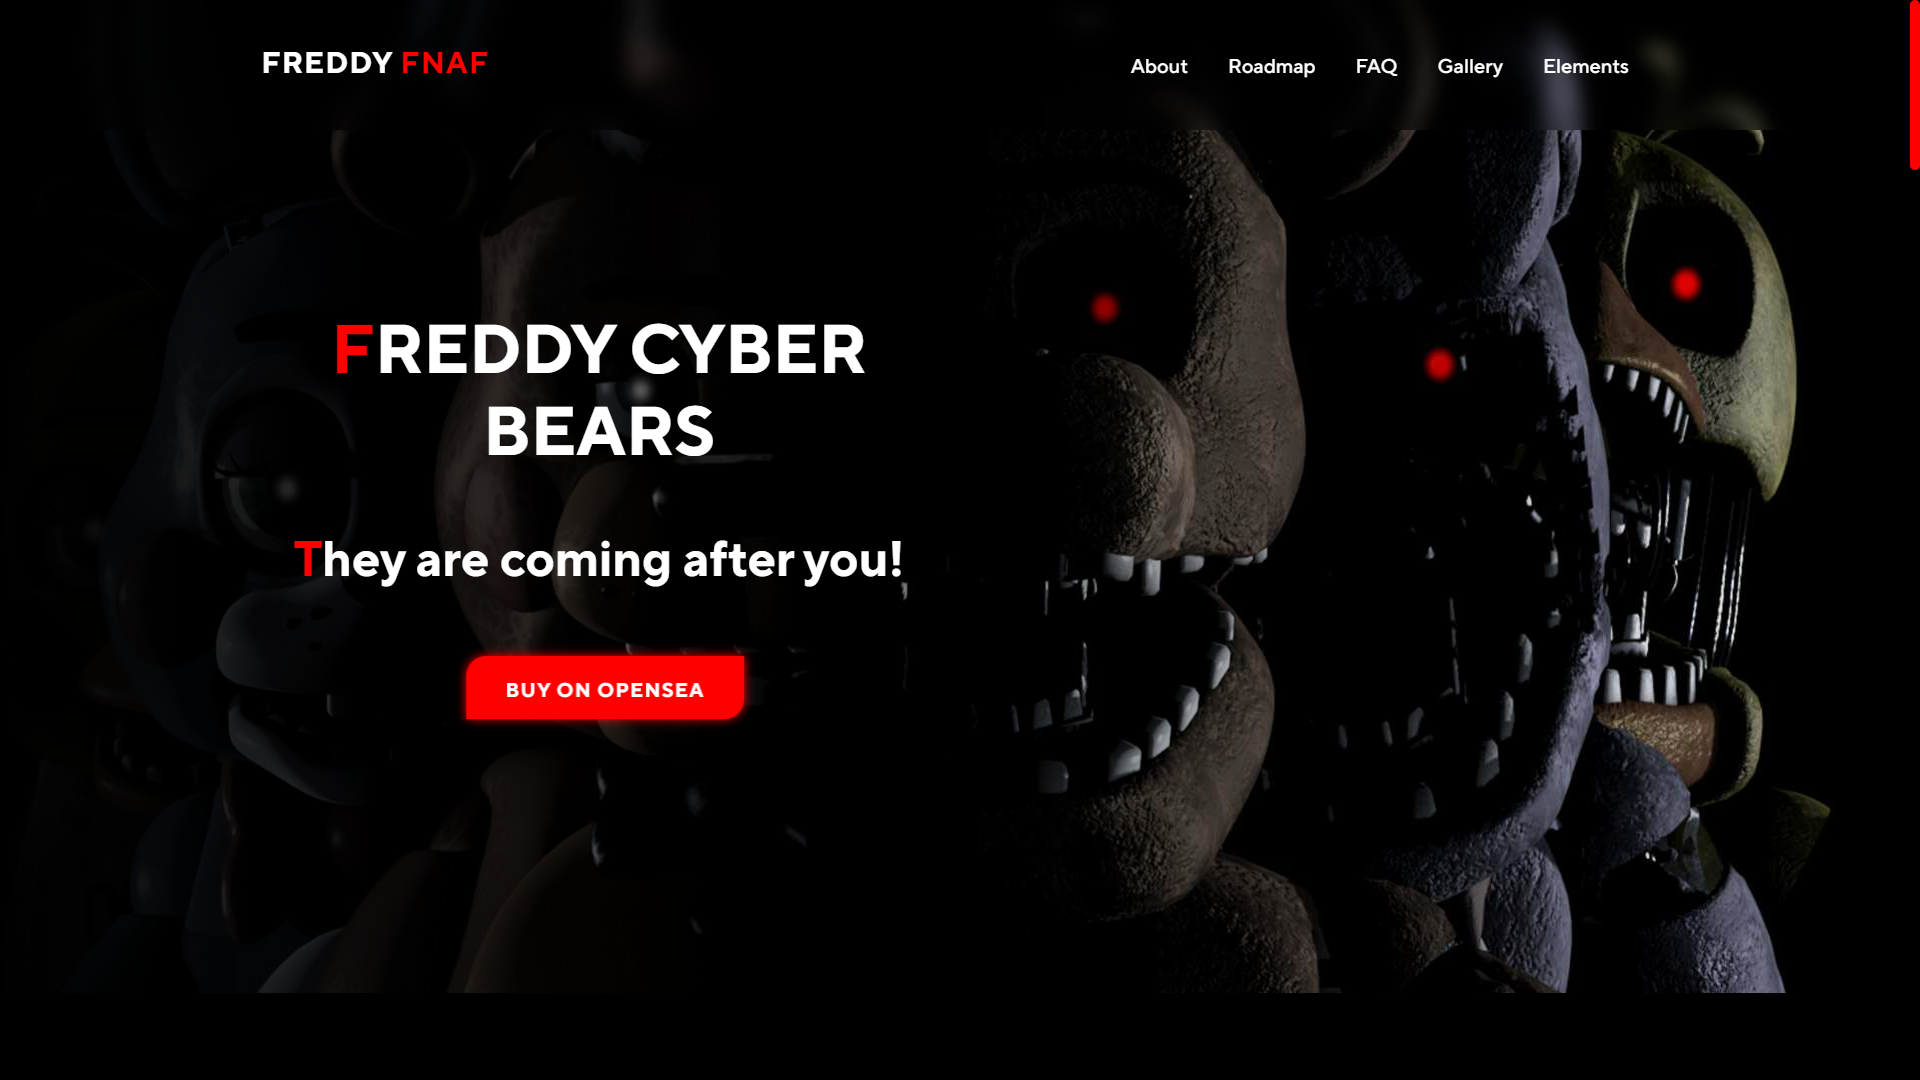 FREDDY FNAF
About
Roadmap
FAQ
Gallery
Elements
FREDDY CYBER
BEARS
They are coming after you!
BUY ON OPENSEA